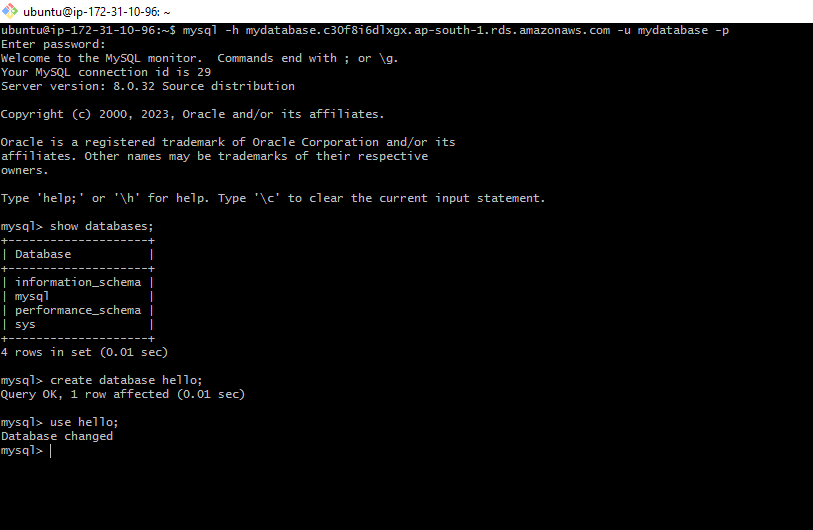 ubuntu@ip-172-31-10-96: ~
ubuntu@ip-172-31-10-96:~$ mysql -h mydatabase.c30f8i6dlxgx.ap-south-1.rds.amazonaws.com -u mydatabase -p
Enter password:
Welcome to the MySQL monitor.  Commands end with ; or \g.
Your MySQL connection id is 29
Server version: 8.0.32 Source distribution

Copyright (c) 2000, 2023, Oracle and/or its affiliates.

Oracle is a registered trademark of Oracle Corporation and/or its
affiliates. Other names may be trademarks of their respective
owners.

Type 'help;' or '\h' for help. Type '\c' to clear the current input statement.

mysql> show databases;
+--------------------+
| Database           |
+--------------------+
| information_schema |
| mysql              |
| performance_schema |
| sys                |
+--------------------+
4 rows in set (0.01 sec)

mysql> create database hello;
Query OK, 1 row affected (0.01 sec)

mysql> use hello;
Database changed
mysql>